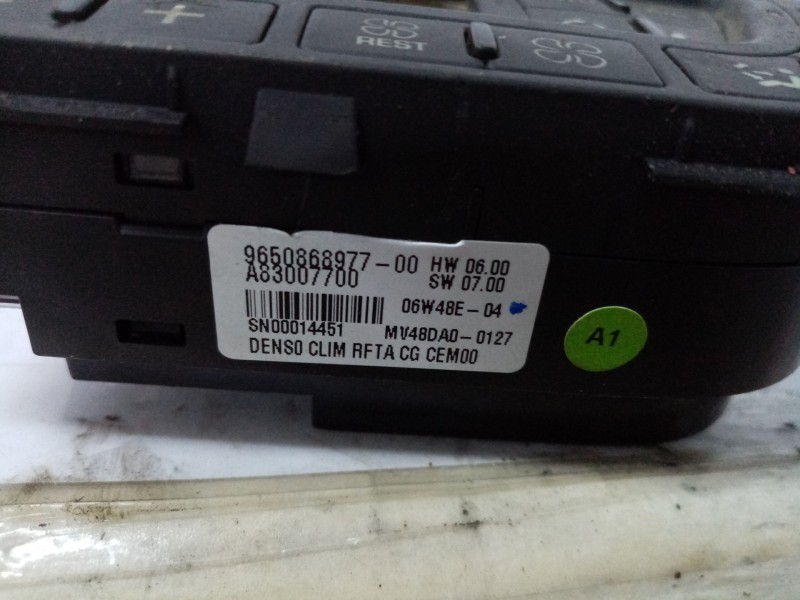 +
REST
9650868977-00 HW 06.00
A83007700 SW 07.00
06W48E-04
SN00014451 MV48DA0-0127
DENSO CLIM RFTA CG CEM00
A1